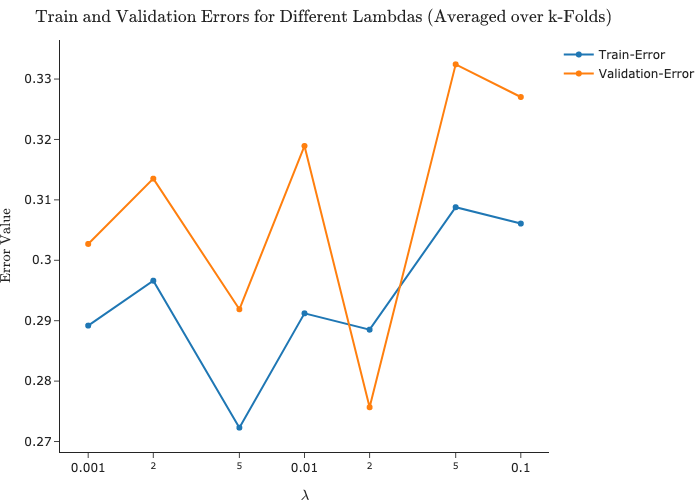 Train and Validation Errors for Different Lambdas (Averaged over k-Folds)
Train-Error
Validation-Error
0.33
0.32
0.31
0.3
0.29
0.28
0.27
Error Value
0.001 2 5 0.01 2 5 0.1
λ